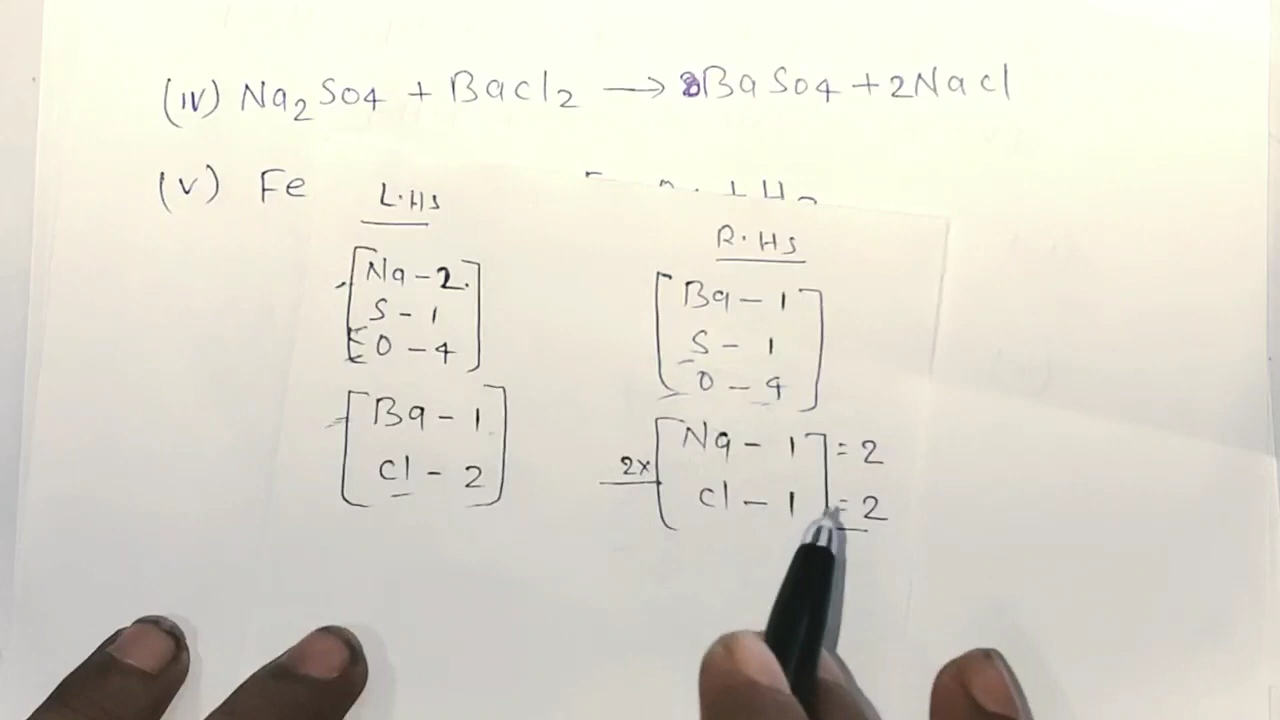 (iv) Na2SO4 + BaCl2 → BaSO4 + 2NaCl
(v) Fe
L.HS
R.HS
Na - 2
S - 1
O - 4
Ba - 1
Cl - 2
Ba - 1
S - 1
O - 4
2x Na - 1 = 2
Cl - 1 = 2